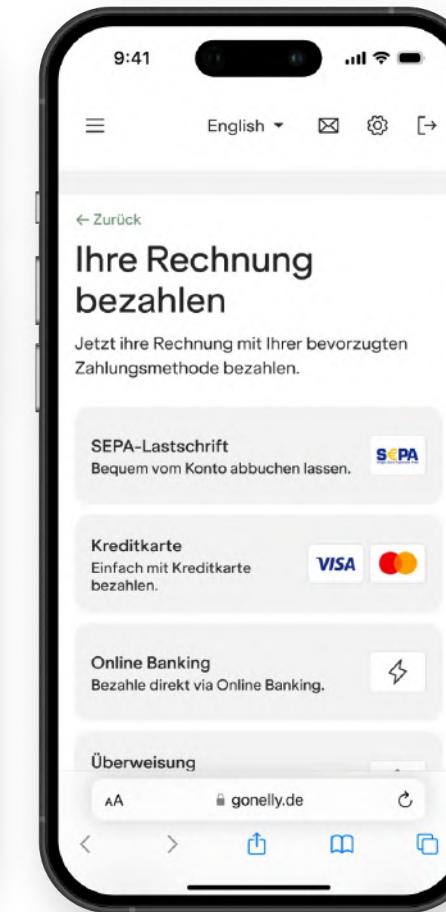 9:41
English
← Zurück
Ihre Rechnung
bezahlen
Jetzt ihre Rechnung mit Ihrer bevorzugten
Zahlungsmethode bezahlen.
SEPA-Lastschrift
Bequem vom Konto abbuchen lassen.
SEPA
Kreditkarte
Einfach mit Kreditkarte
bezahlen.
VISA
Online Banking
Bezahle direkt via Online Banking.
Überweisung
AA
gonelly.de